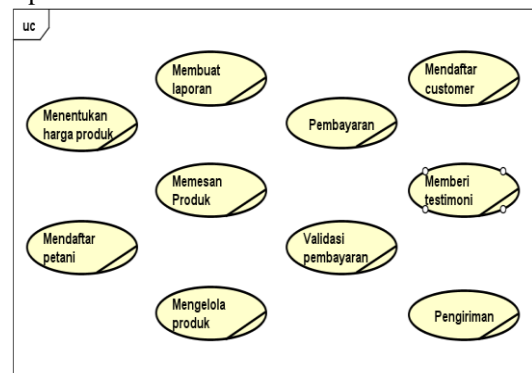 uc
Membuat
laporan
Mendaftar
customer
Menentukan
harga produk
Pembayaran
Memesan
Produk
Memberi
testimoni
Mendaftar
petani
Validasi
pembayaran
Mengelola
produk
Pengiriman